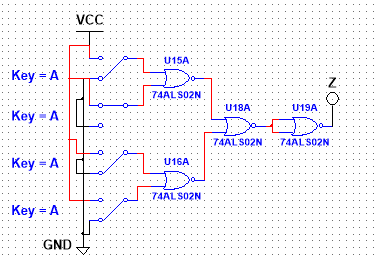 VCC
Key = A
U15A
74ALS02N
Z
Key = A
U18A
U19A
74ALS02N
74ALS02N
Key = A
U16A
74ALS02N
Key = A
GND